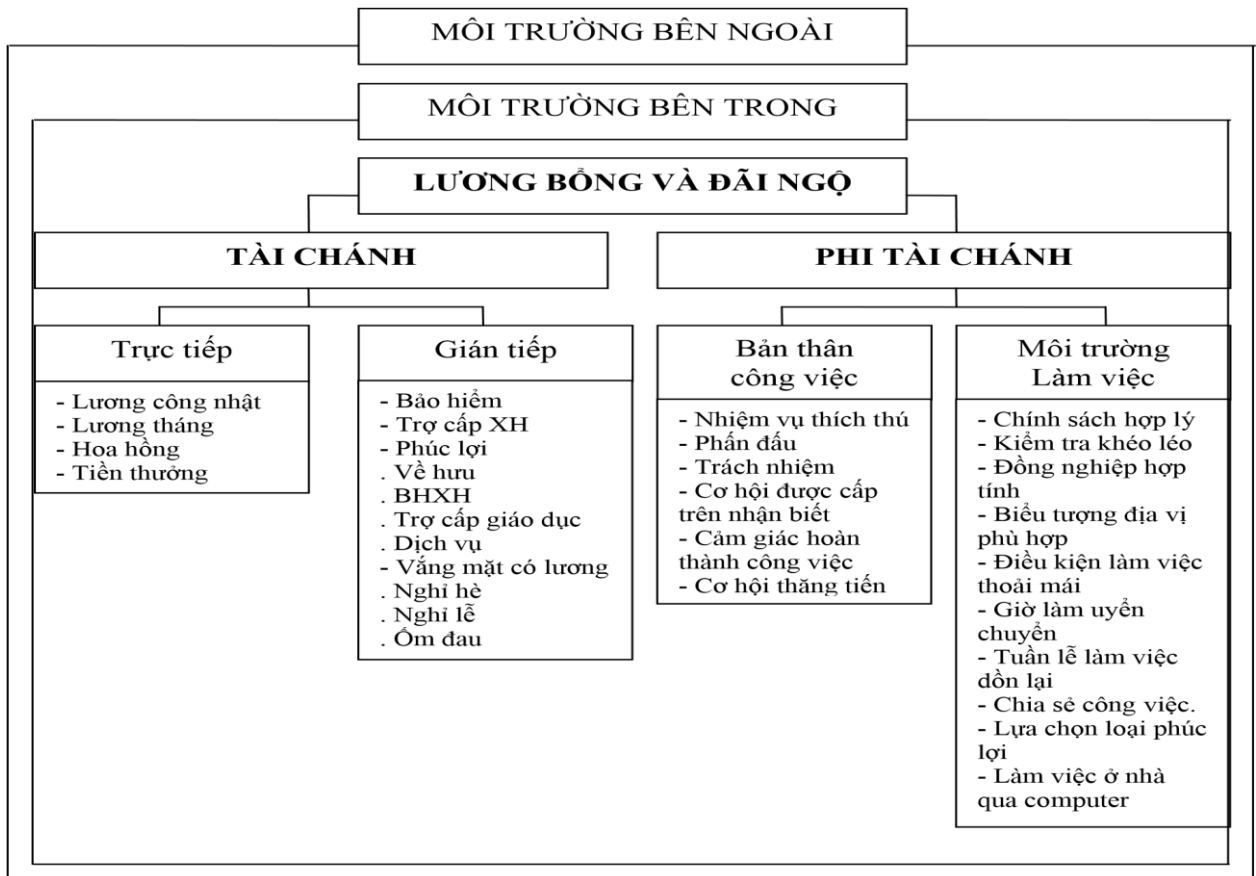 MÔI TRƯỜNG BÊN NGOÀI
MÔI TRƯỜNG BÊN TRONG
LƯƠNG BỔNG VÀ ĐÃI NGỘ
TÀI CHÁNH
PHI TÀI CHÁNH
Trực tiếp
- Lương công nhật
- Lương tháng
- Hoa hồng
- Tiền thưởng
Gián tiếp
- Bảo hiểm
- Trợ cấp XH
- Phúc lợi
. Về hưu
. BHXH
. Trợ cấp giáo dục
. Dịch vụ
- Vắng mặt có lương
. Nghỉ hè
. Nghỉ lễ
. Ốm đau
Bản thân
công việc
- Nhiệm vụ thích thú
- Phấn đấu
- Trách nhiệm
- Cơ hội được cấp
trên nhận biết
- Cảm giác hoàn
thành công việc
- Cơ hội thăng tiến
Môi trường
Làm việc
- Chính sách hợp lý
- Kiểm tra khéo léo
- Đồng nghiệp hợp
tính
- Biểu tượng địa vị
phù hợp
- Điều kiện làm việc
thoải mái
- Giờ làm uyển
chuyển
- Tuần lễ làm việc
dồn lại
- Chia sẻ công việc.
- Lựa chọn loại phúc
lợi
- Làm việc ở nhà
qua computer